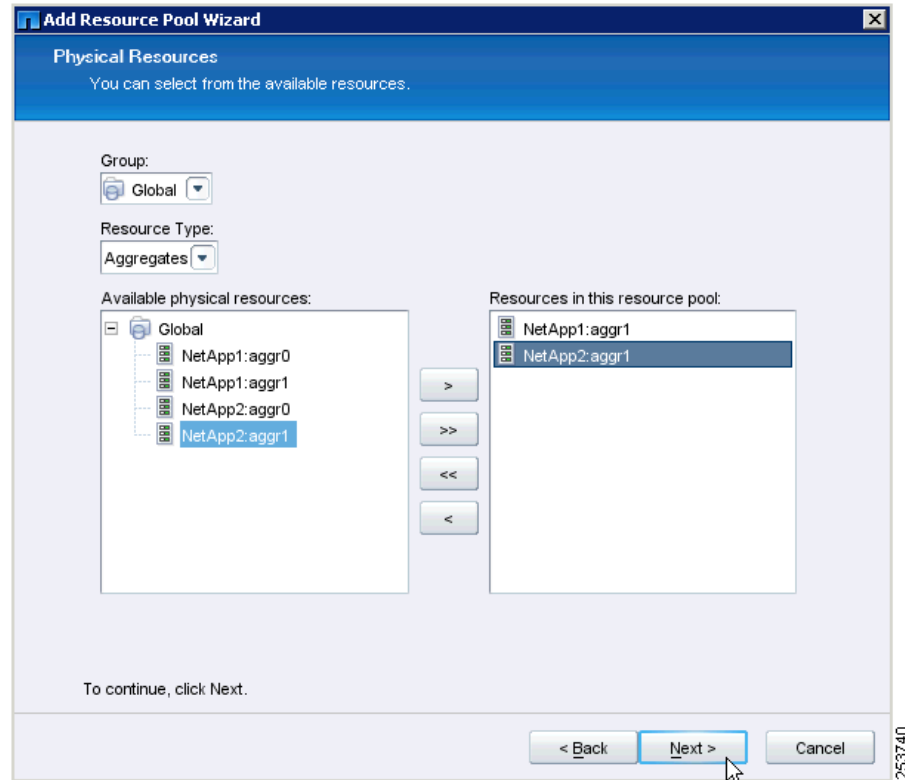 Add Resource Pool Wizard
Physical Resources
You can select from the available resources.
Group:
Global
Resource Type:
Aggregates
Available physical resources:
Global
NetApp1:aggr0
NetApp1:aggr1
NetApp2:aggr0
NetApp2:aggr1
>
>>
<<
<
Resources in this resource pool:
NetApp1:aggr1
NetApp2:aggr1
To continue, click Next.
< Back
Next >
Cancel
253740